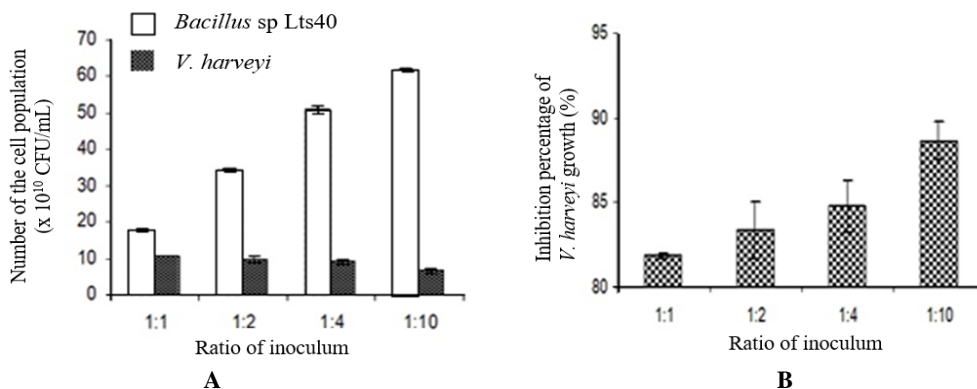 Bacillus sp Lts40
V. harveyi
Number of the cell population
(x 10¹⁰ CFU/mL)
70
60
50
40
30
20
10
0
1:1 1:2 1:4 1:10
Ratio of inoculum
A
Inhibition percentage of
V. harveyi growth (%)
95
90
85
80
1:1 1:2 1:4 1:10
Ratio of inoculum
B